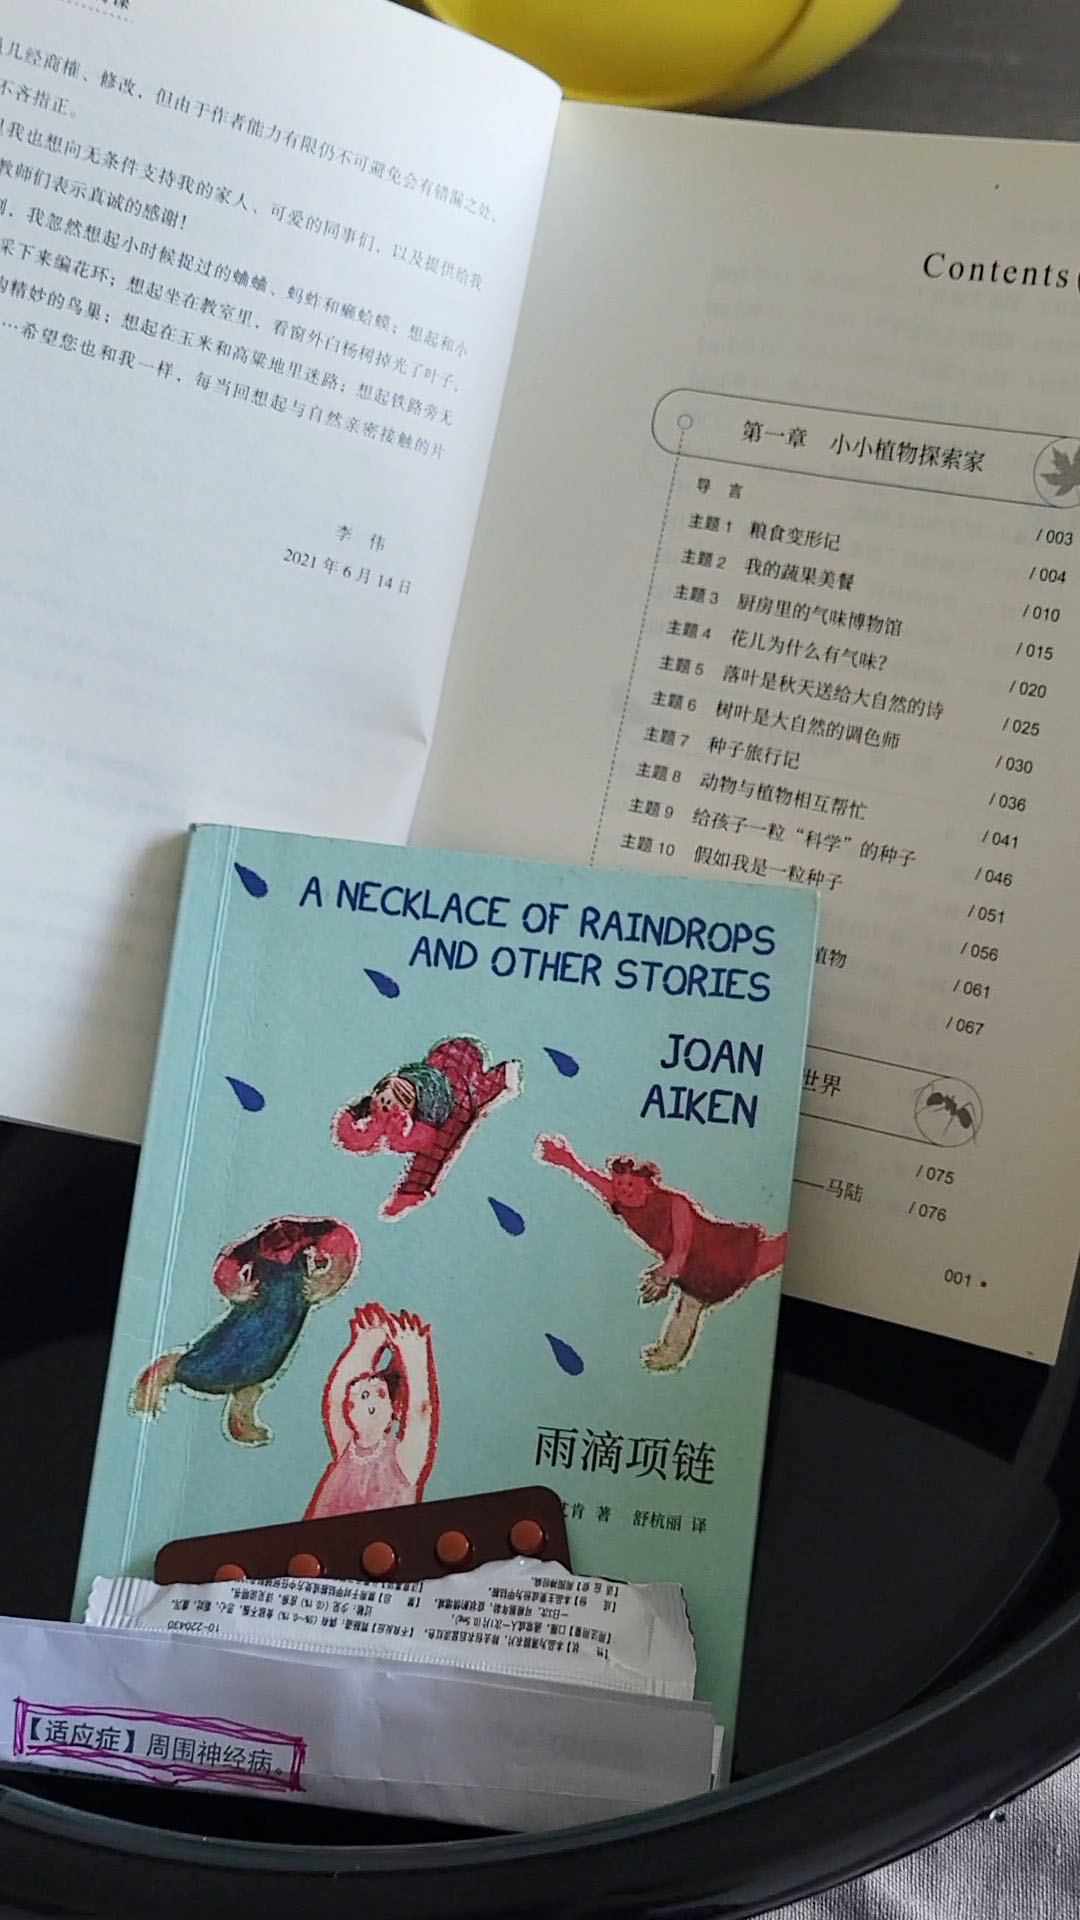 儿经商榷、修改，但由于作者能力有限仍不可避免会有错漏之处，
不吝指正。
我也想向无条件支持我的家人、可爱的同事们，以及提供给我
教师们表示真诚的感谢！
我忽然想起小时候捉过的蛐蛐、蚂蚱和癞蛤蟆；想起和小
采下来编花环；想起坐在教室里，看窗外白杨树掉光了叶子，
精妙的鸟巢；想起在玉米和高粱地里迷路；想起铁路旁无
……希望您也和我一样，每当回想起与自然亲密接触的片
李 伟
2021年6月14日
Contents
第一章 小小植物探索家
导 言 / 003
主题1 粮食变形记 / 004
主题2 我的蔬果美餐 / 010
主题3 厨房里的气味博物馆 / 015
主题4 花儿为什么有气味？ / 020
主题5 落叶是秋天送给大自然的诗 / 025
主题6 树叶是大自然的调色师 / 030
主题7 种子旅行记 / 036
主题8 动物与植物相互帮忙 / 041
主题9 给孩子一粒“科学”的种子 / 046
主题10 假如我是一粒种子 / 051
/ 056
植物 / 061
/ 067
世界
/ 075
——马陆 / 076
001
A NECKLACE OF RAINDROPS
AND OTHER STORIES
JOAN
AIKEN
雨滴项链
艾肯 著 舒杭丽 译
10-220430
【适应症】周围神经病。